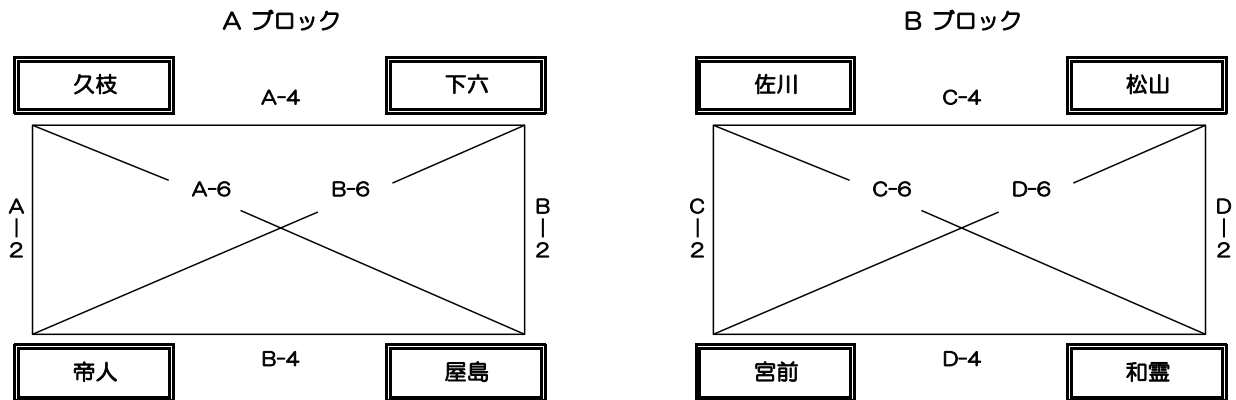 A ブロック
久枝
下六
A-4
A-6
B-6
A-2
B-2
帝人
屋島
B-4
B ブロック
佐川
松山
C-4
C-6
D-6
C-2
D-2
宮前
和霊
D-4